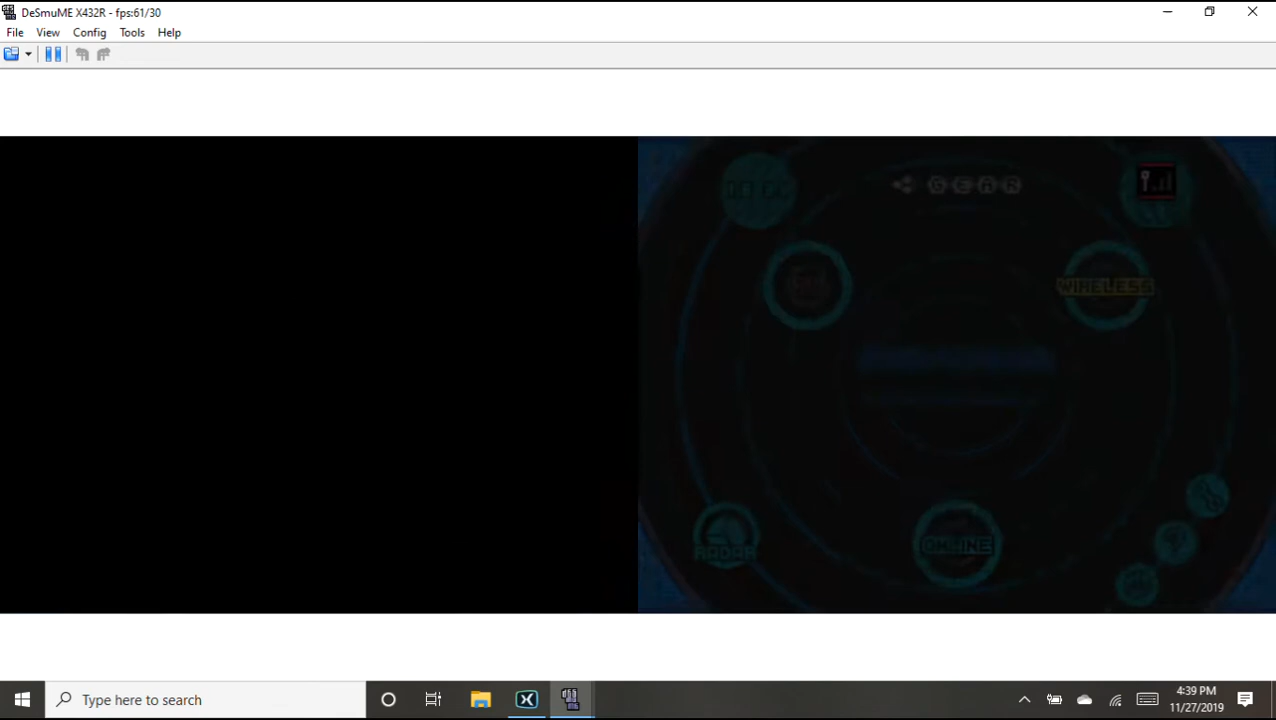 DeSmuME X432R - fps:61/30
File View Config Tools Help
GEAR
WIRELESS
RADAR
ONLINE
Type here to search
4:39 PM
11/27/2019